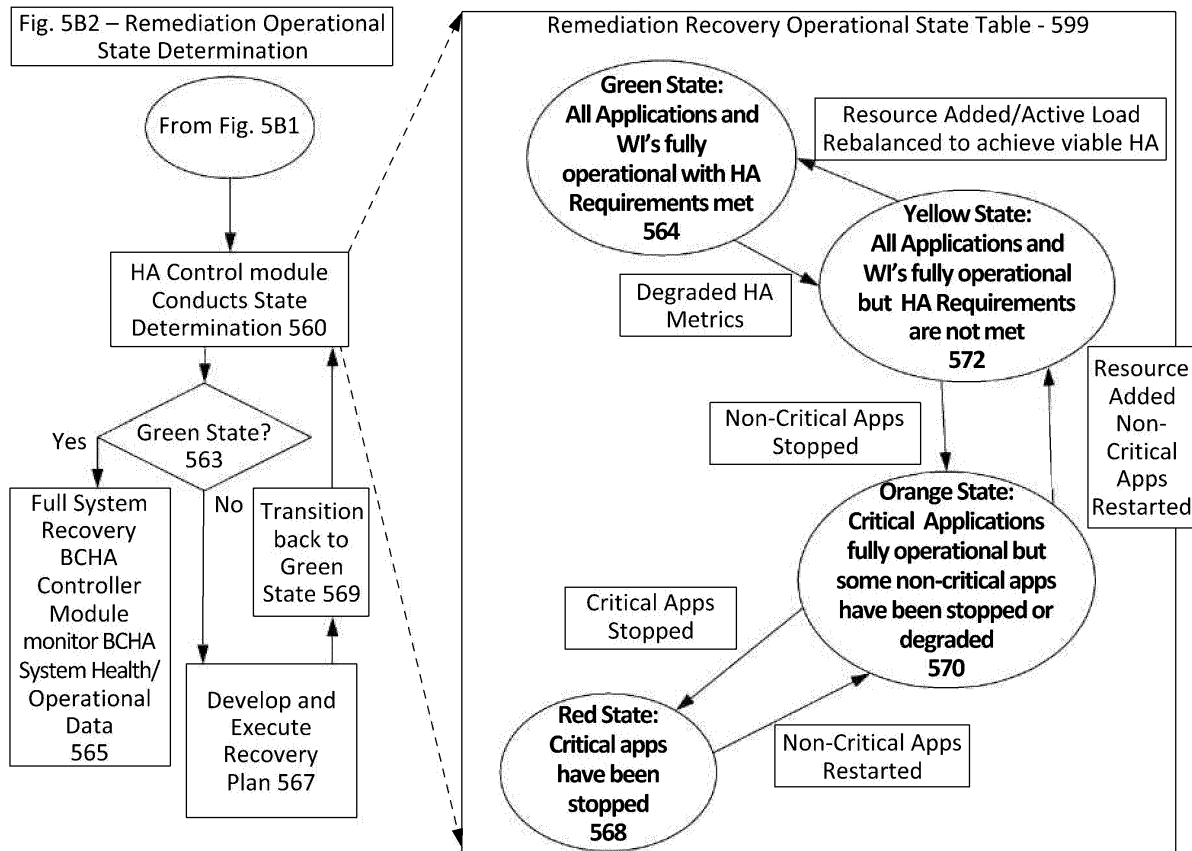 Fig. 5B2 – Remediation Operational
State Determination
From Fig. 5B1
HA Control module
Conducts State
Determination 560
Green State?
563
Yes
No
Full System
Recovery
BCHA
Controller
Module
monitor BCHA
System Health/
Operational
Data
565
Transition
back to
Green
State 569
Develop and
Execute
Recovery
Plan 567
Remediation Recovery Operational State Table - 599
Green State:
All Applications and
WI's fully
operational with HA
Requirements met
564
Resource Added/Active Load
Rebalanced to achieve viable HA
Degraded HA
Metrics
Yellow State:
All Applications and
WI's fully operational
but HA Requirements
are not met
572
Non-Critical Apps
Stopped
Resource
Added
Non-
Critical
Apps
Restarted
Orange State:
Critical Applications
fully operational but
some non-critical apps
have been stopped or
degraded
570
Critical Apps
Stopped
Red State:
Critical apps
have been
stopped
568
Non-Critical Apps
Restarted